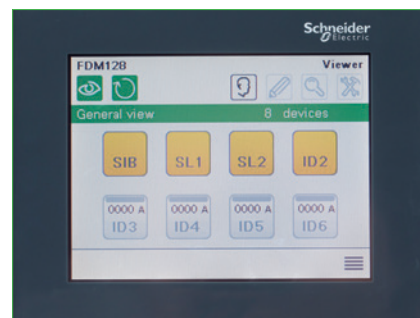 Schneider
Electric
FDM128 Viewer
General view 8 devices
SIB SL1 SL2 ID2
0000 A 0000 A 0000 A 0000 A
ID3 ID4 ID5 ID6